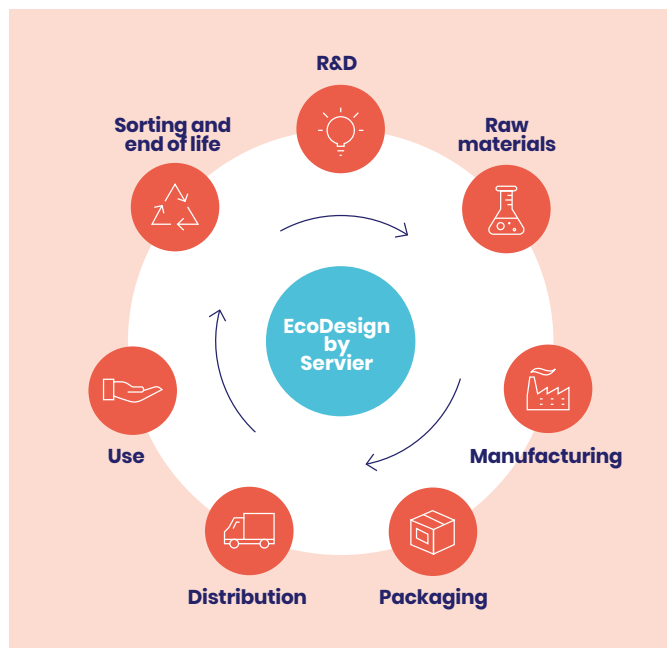 R&D
Sorting and
end of life
Raw
materials
EcoDesign
by
Servier
Use
Manufacturing
Distribution
Packaging